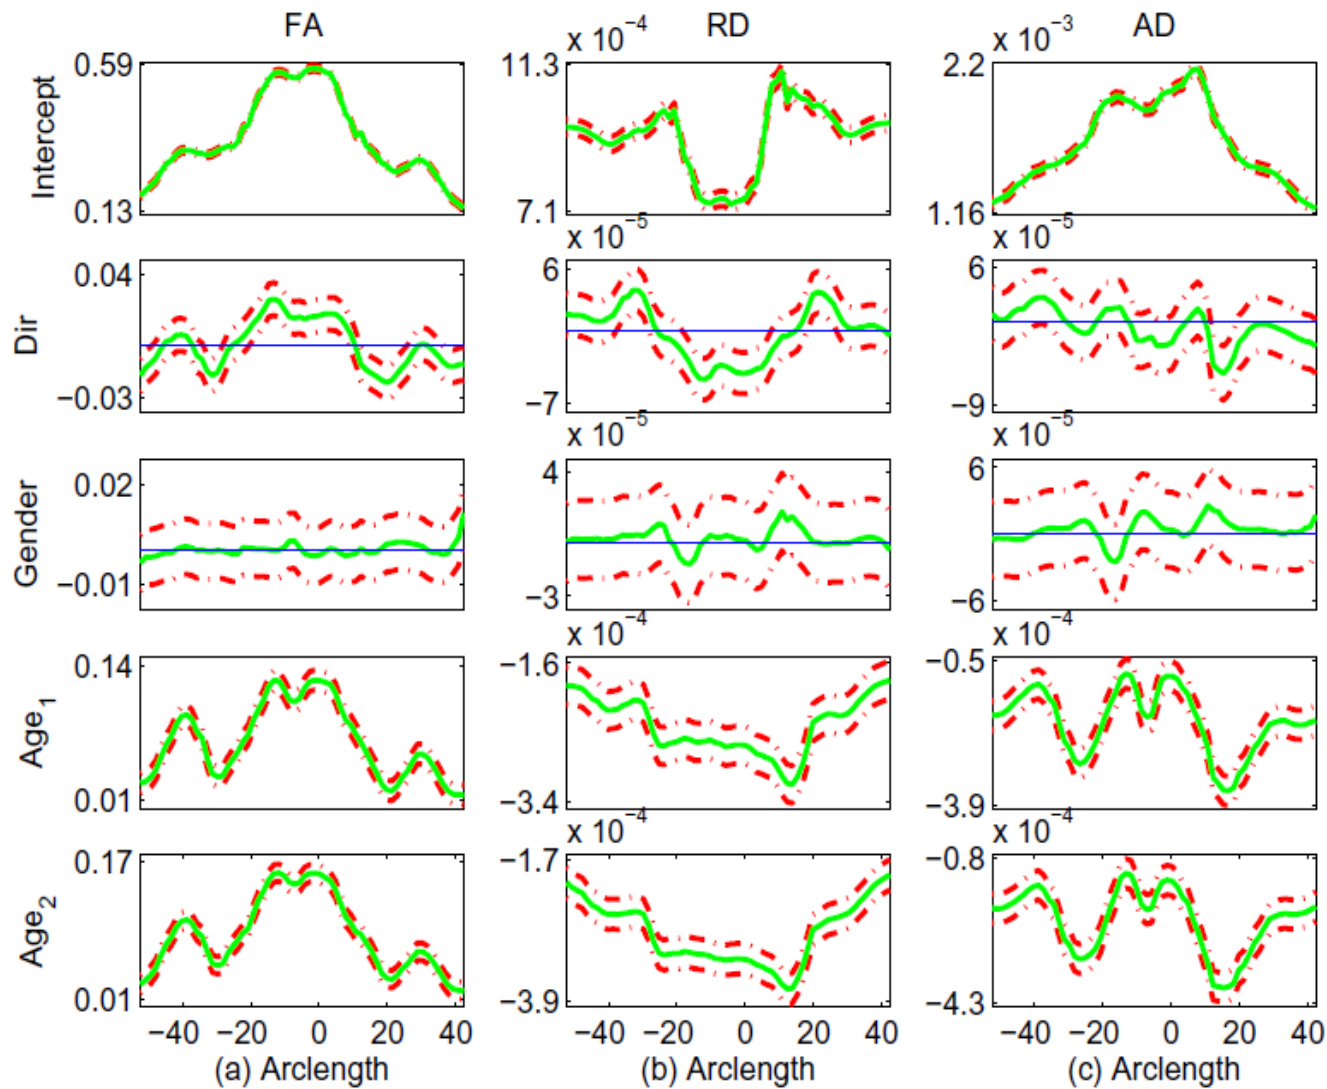 FA RD AD
x 10⁻⁴ x 10⁻³
Intercept 0.59 0.13 11.3 7.1 2.2 1.16
x 10⁻⁵ x 10⁻⁵
Dir 0.04 −0.03 6 −7 6 −9
x 10⁻⁵ x 10⁻⁵
Gender 0.02 −0.01 4 −3 6 −6
x 10⁻⁴ x 10⁻⁴
Age₁ 0.14 0.01 −1.6 −3.4 −0.5 −3.9
x 10⁻⁴ x 10⁻⁴
Age₂ 0.17 0.01 −1.7 −3.9 −0.8 −4.3
−40 −20 0 20 40 −40 −20 0 20 40 −40 −20 0 20 40
(a) Arclength (b) Arclength (c) Arclength